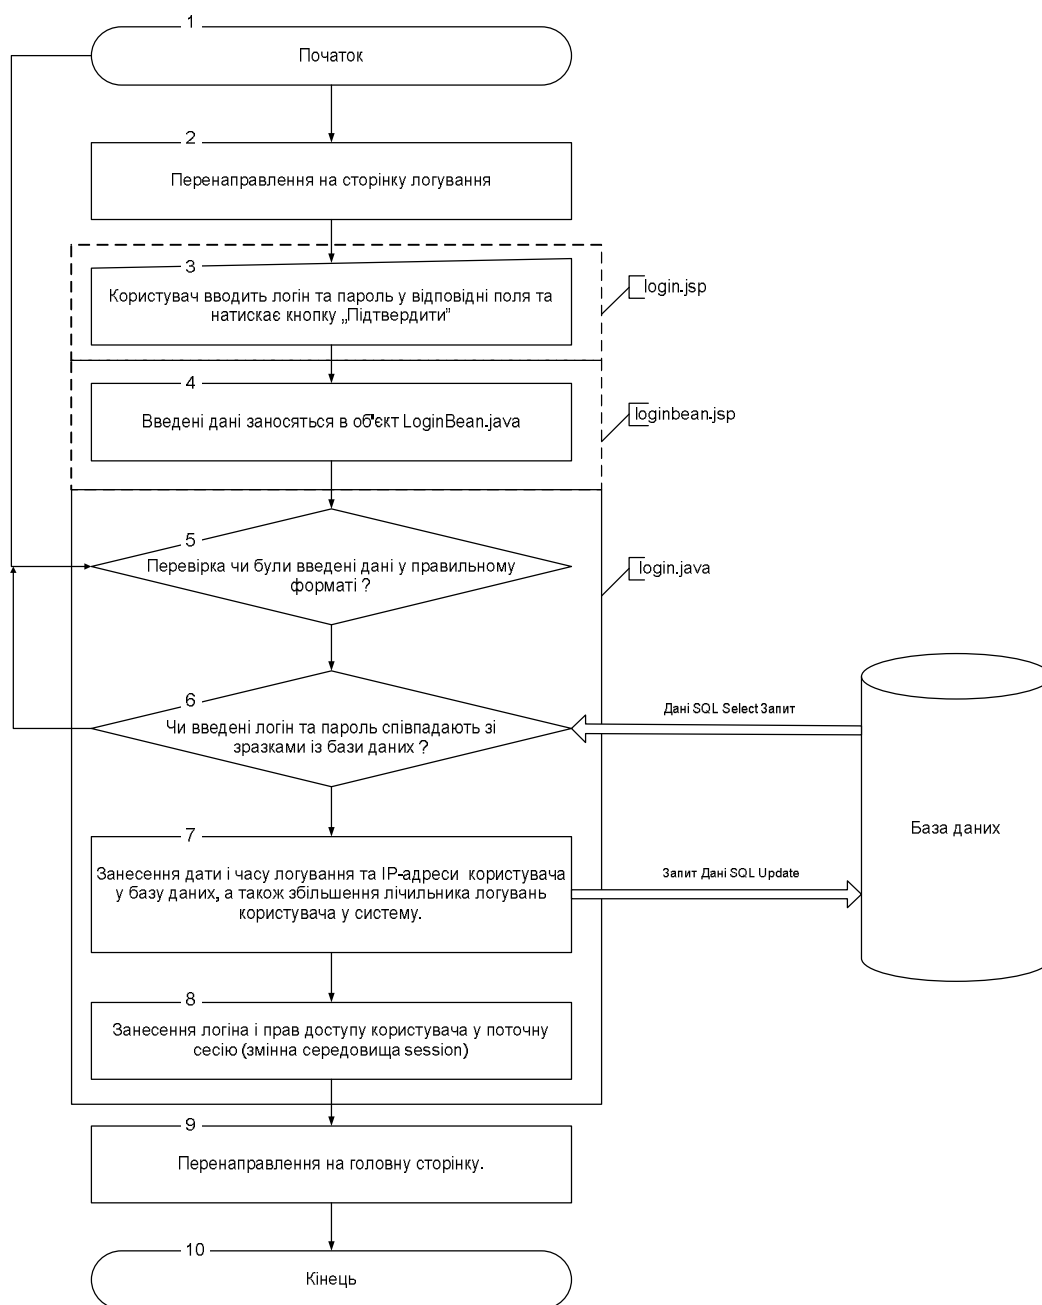 1
Початок
2
Перенаправлення на сторінку логування
3
Користувач вводить логін та пароль у відповідні поля та
натискає кнопку „Підтвердити”
login.jsp
4
Введені дані заносяться в об'єкт LoginBean.java
loginbean.jsp
5
Перевірка чи були введені дані у правильному
форматі ?
login.java
6
Чи введені логін та пароль співпадають зі
зразками із бази даних ?
Дані SQL Select Запит
База даних
7
Занесення дати і часу логування та IP-адреси користувача
у базу даних, а також збільшення лічильника логувань
користувача у систему.
Запит Дані SQL Update
8
Занесення логіна і прав доступу користувача у поточну
сесію (змінна середовища session)
9
Перенаправлення на головну сторінку.
10
Кінець